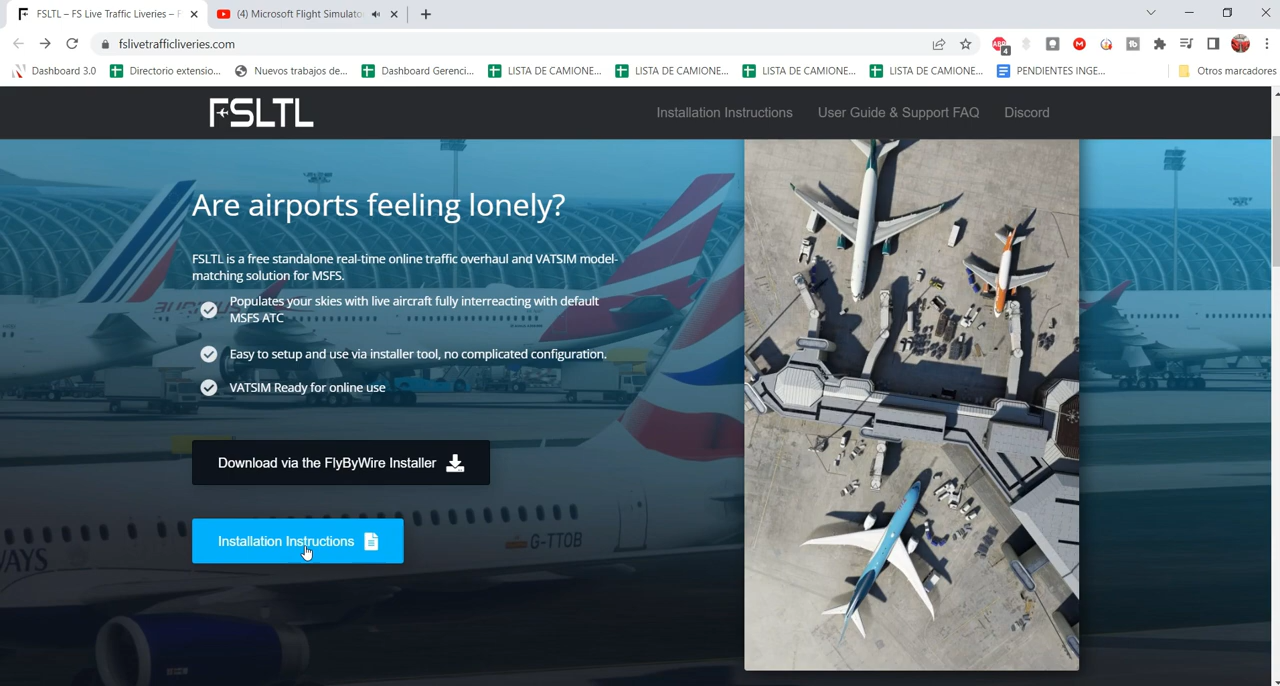 FSLTL – FS Live Traffic Liveries – F
(4) Microsoft Flight Simulato
fslivetrafficliveries.com
4
Dashboard 3.0
Directorio extensio...
Nuevos trabajos de...
Dashboard Gerenci...
LISTA DE CAMIONE...
LISTA DE CAMIONE...
LISTA DE CAMIONE...
LISTA DE CAMIONE...
PENDIENTES INGE...
Otros marcadores
FSLTL
Installation Instructions
User Guide & Support FAQ
Discord
Are airports feeling lonely?
FSLTL is a free standalone real-time online traffic overhaul and VATSIM model-
matching solution for MSFS.
Populates your skies with live aircraft fully interreacting with default
MSFS ATC
Easy to setup and use via installer tool, no complicated configuration.
VATSIM Ready for online use
Download via the FlyByWire Installer
Installation Instructions
G-TTOB
WAYS